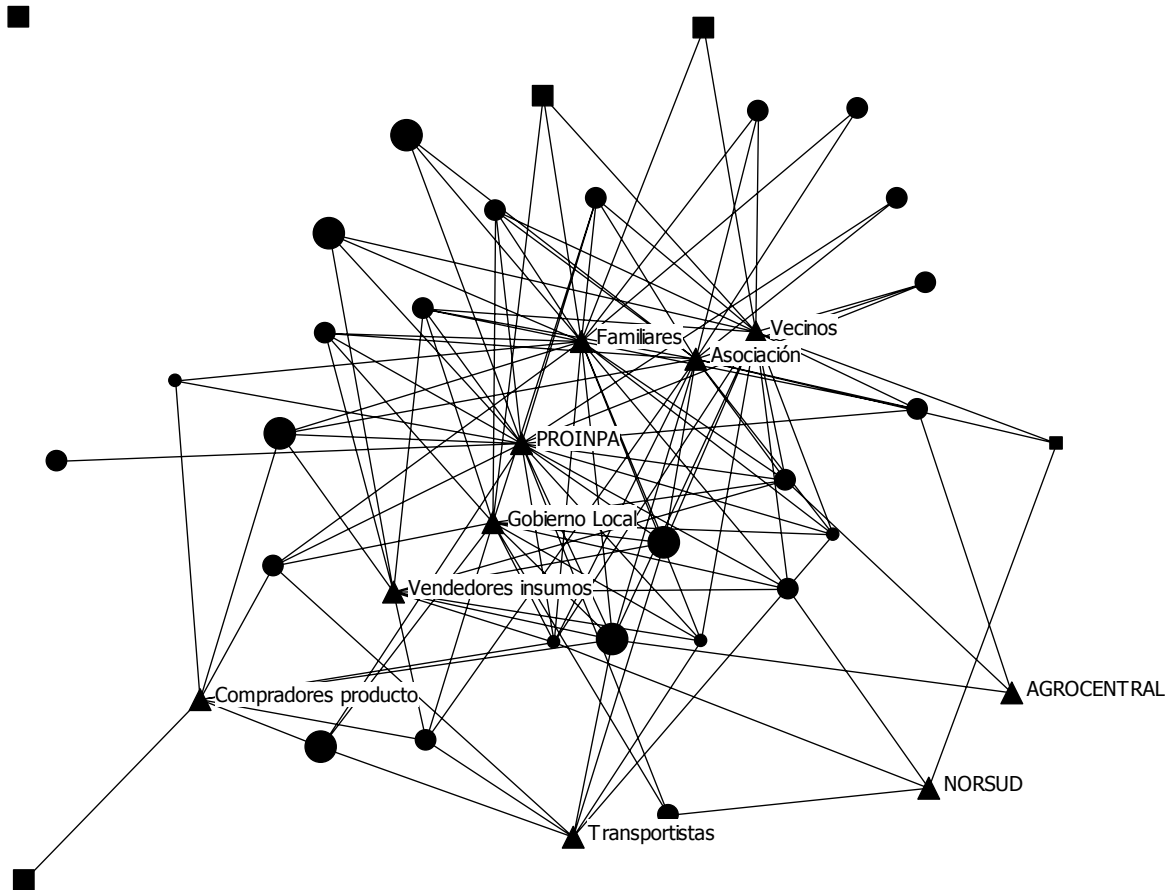 Vecinos
Familiares
Asociación
PROINPA
Gobierno Local
Vendedores insumos
Compradores producto
AGROCENTRAL
NORSUD
Transportistas